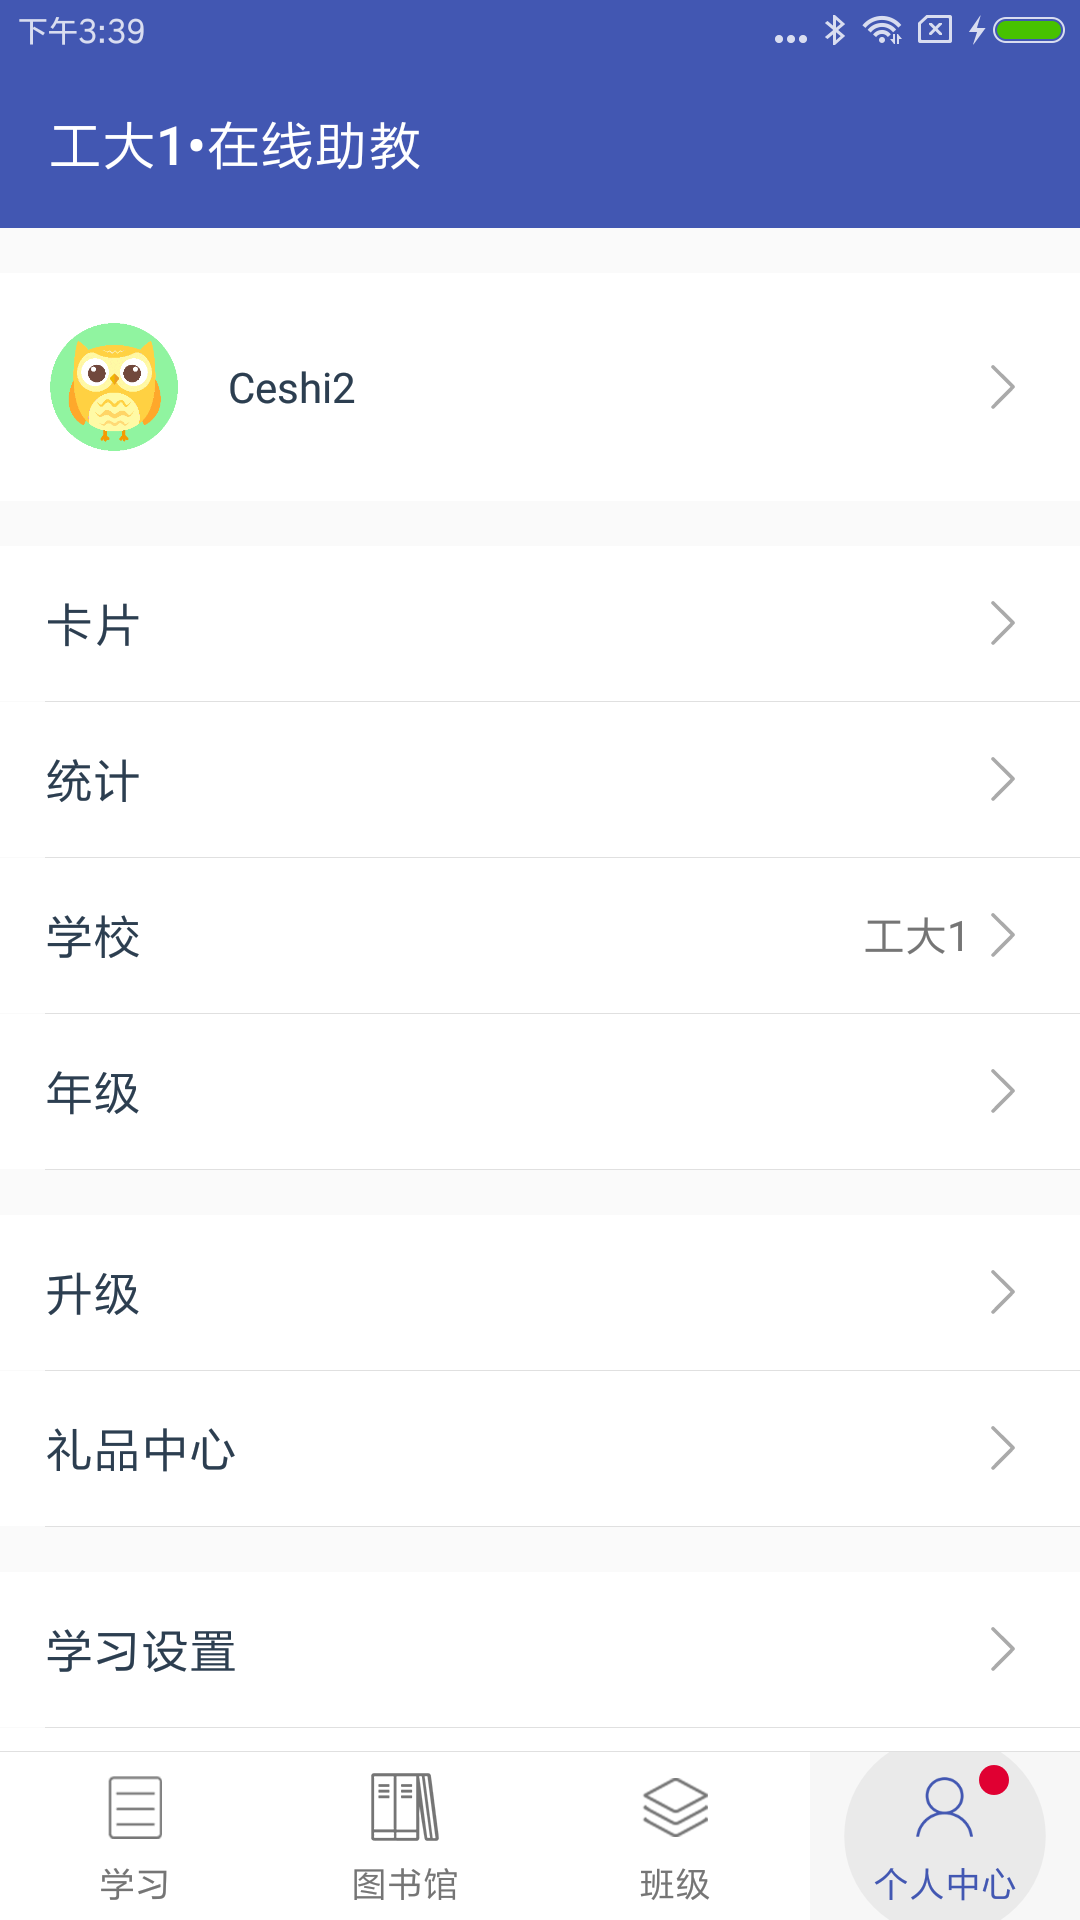 下午3:39
工大1•在线助教
Ceshi2
卡片
统计
学校 工大1
年级
升级
礼品中心
学习设置
学习 图书馆 班级 个人中心